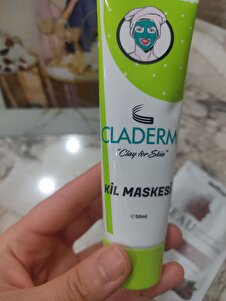 CLADERM
"Clay for Skin"
KİL MASKESİ
℮50ml